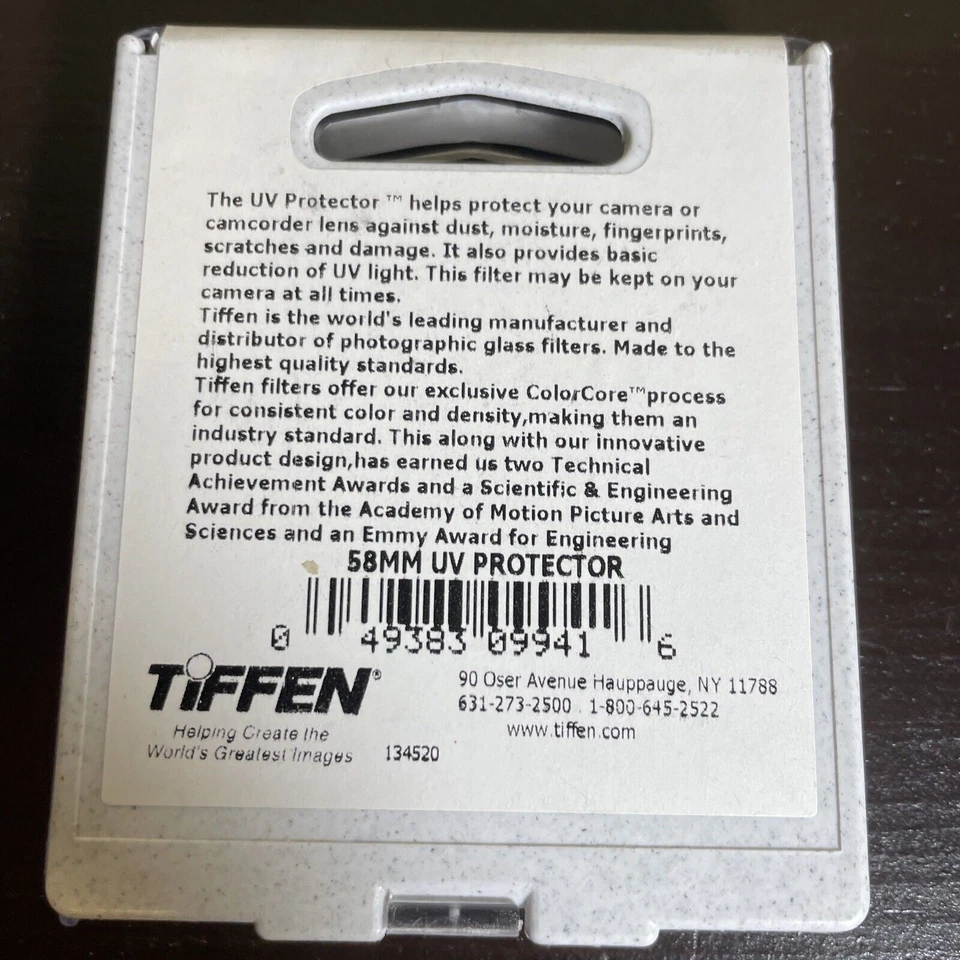 The UV Protector ™ helps protect your camera or
camcorder lens against dust, moisture, fingerprints,
scratches and damage. It also provides basic
reduction of UV light. This filter may be kept on your
camera at all times.
Tiffen is the world's leading manufacturer and
distributor of photographic glass filters. Made to the
highest quality standards.
Tiffen filters offer our exclusive ColorCore™process
for consistent color and density,making them an
industry standard. This along with our innovative
product design,has earned us two Technical
Achievement Awards and a Scientific & Engineering
Award from the Academy of Motion Picture Arts and
Sciences and an Emmy Award for Engineering
58MM UV PROTECTOR
0 49383 09941 6
TiFFEN®
Helping Create the
World's Greatest Images
134520
90 Oser Avenue Hauppauge, NY 11788
631-273-2500 . 1-800-645-2522
www.tiffen.com